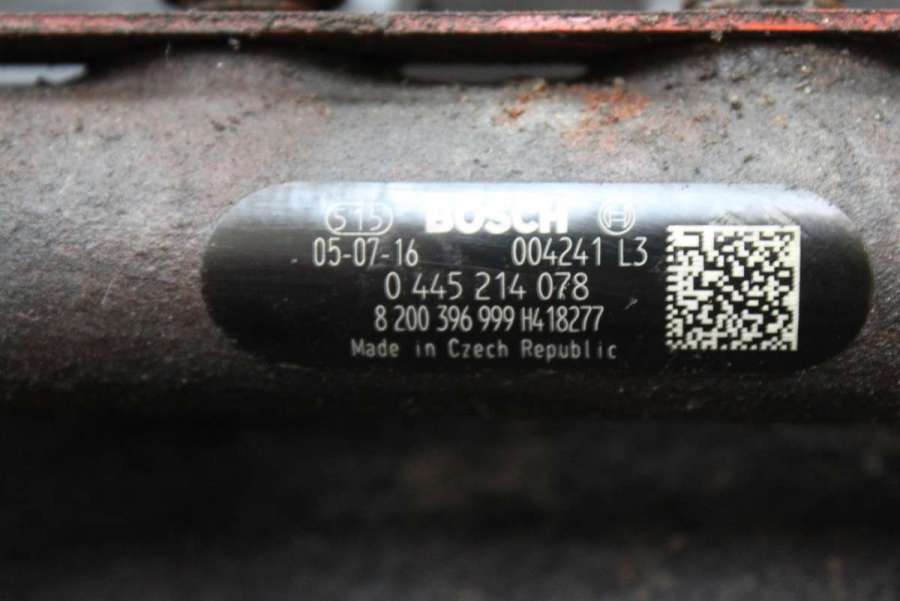 515 BOSCH
05-07-16 004241 L3
0 445 214 078
8 200 396 999 H418277
Made in Czech Republic